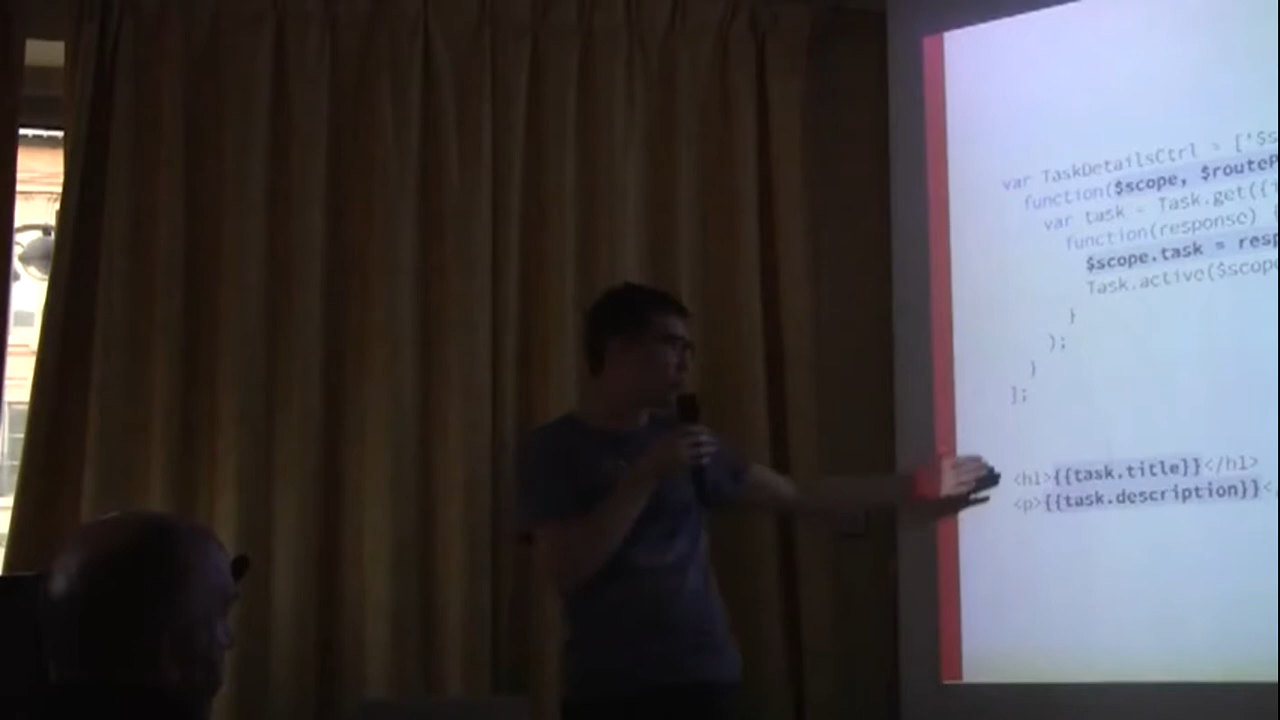 var TaskDetailsCtrl = ['$s
function($scope, $routeP
var task = Task.get({
function(response) {
$scope.task = resp
Task.active($scope
}
);
}
];
<h1>{{task.title}}</h1>
<p>{{task.description}}<